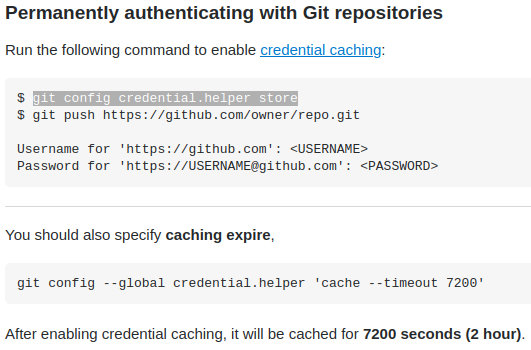 Permanently authenticating with Git repositories
Run the following command to enable credential caching:
$ git config credential.helper store
$ git push https://github.com/owner/repo.git
Username for 'https://github.com': <USERNAME>
Password for 'https://USERNAME@github.com': <PASSWORD>
You should also specify caching expire,
git config --global credential.helper 'cache --timeout 7200'
After enabling credential caching, it will be cached for 7200 seconds (2 hour).